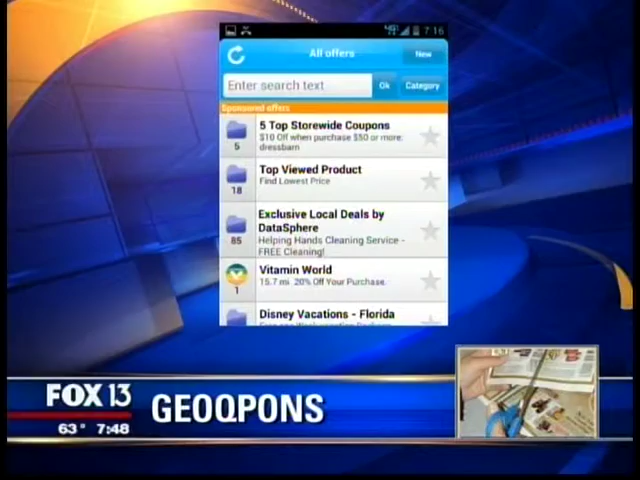 7:16
All offers
New
Enter search text
Ok
Category
Sponsored offers
5 Top Storewide Coupons
$10 Off when purchase $50 or more.
dressbarn
5
Top Viewed Product
Find Lowest Price
18
Exclusive Local Deals by
DataSphere
Helping Hands Cleaning Service -
FREE Cleaning!
85
Vitamin World
15.7 mi 20% Off Your Purchase.
1
Disney Vacations - Florida
FOX 13
63° 7:48
GEOQPONS